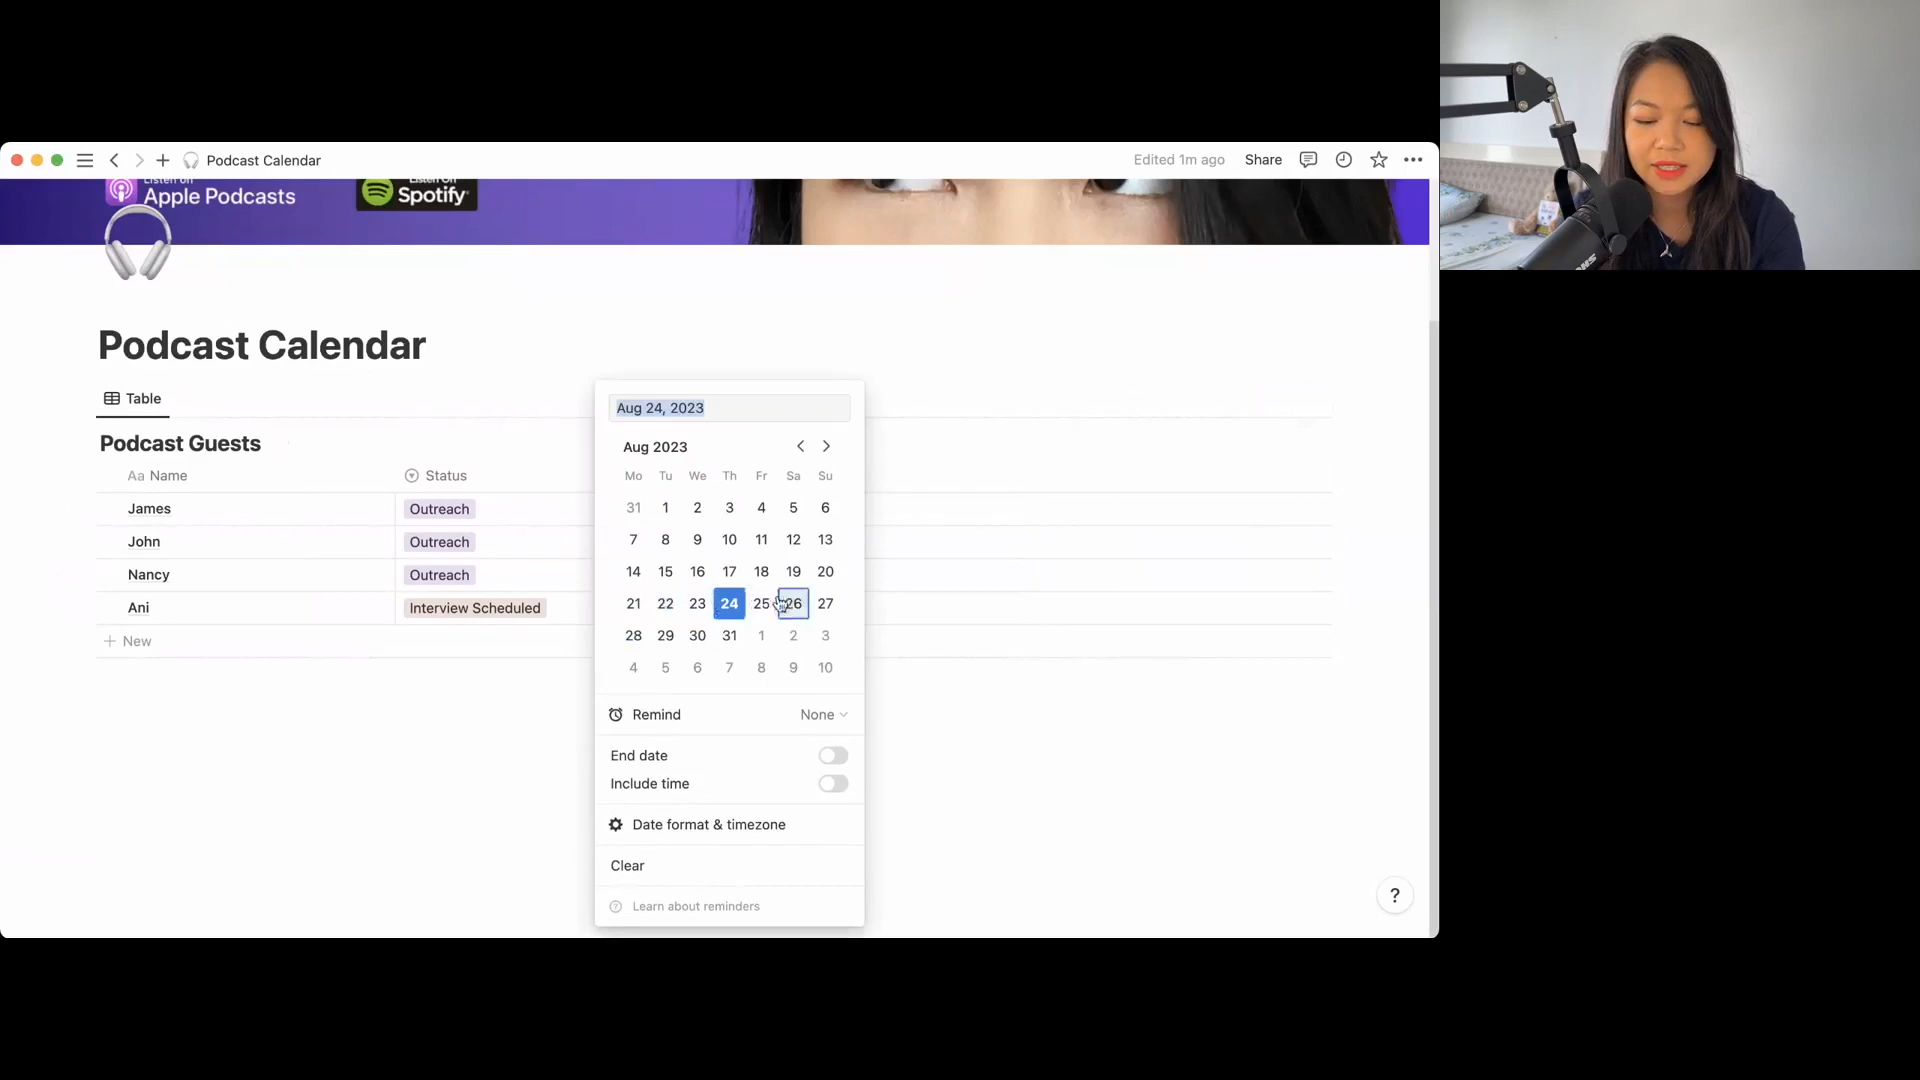 Podcast Calendar
Edited 1m ago
Share
Listen on
Apple Podcasts
Listen on
Spotify
Podcast Calendar
Table
Podcast Guests
Aa Name
Status
James
Outreach
John
Outreach
Nancy
Outreach
Ani
Interview Scheduled
+ New
Aug 24, 2023
Aug 2023
Mo Tu We Th Fr Sa Su
31 1 2 3 4 5 6
7 8 9 10 11 12 13
14 15 16 17 18 19 20
21 22 23 24 25 26 27
28 29 30 31 1 2 3
4 5 6 7 8 9 10
Remind
None
End date
Include time
Date format & timezone
Clear
? Learn about reminders
?